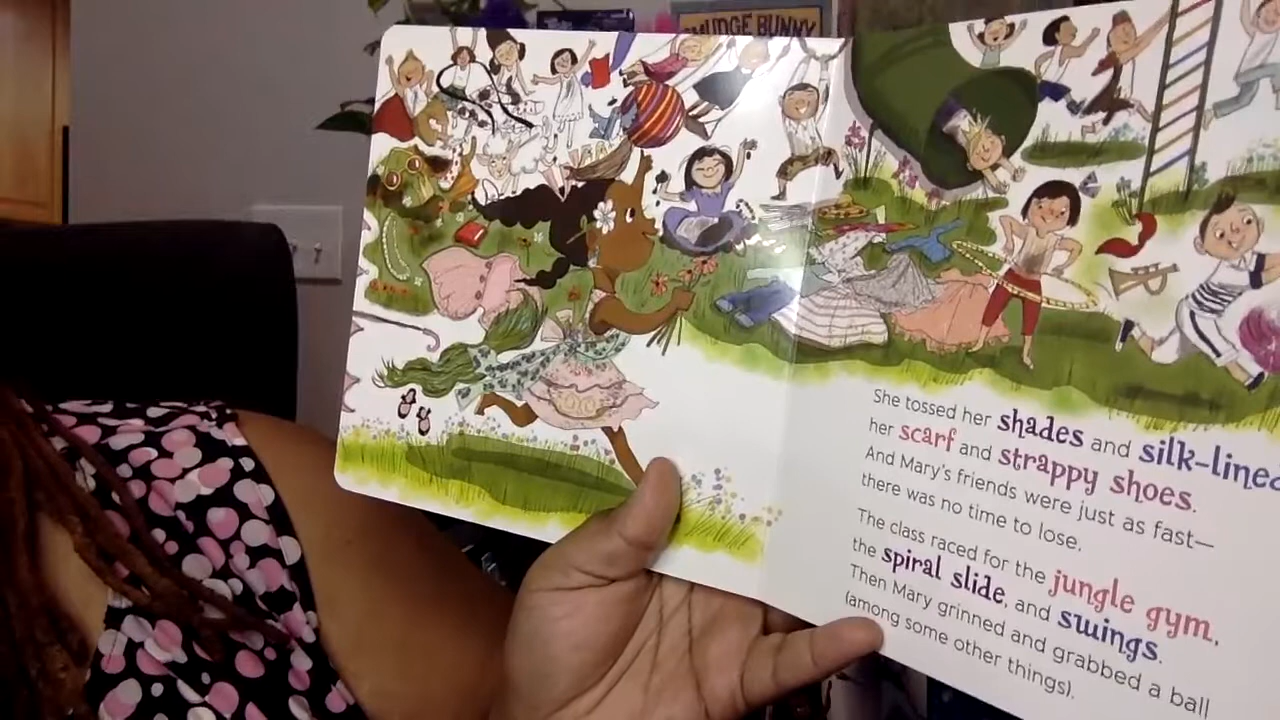 SMUDGE BUNNY
She tossed her shades and silk-lined
her scarf and strappy shoes.
And Mary's friends were just as fast—
there was no time to lose.
The class raced for the jungle gym,
the spiral slide, and swings.
Then Mary grinned and grabbed a ball
(among some other things).